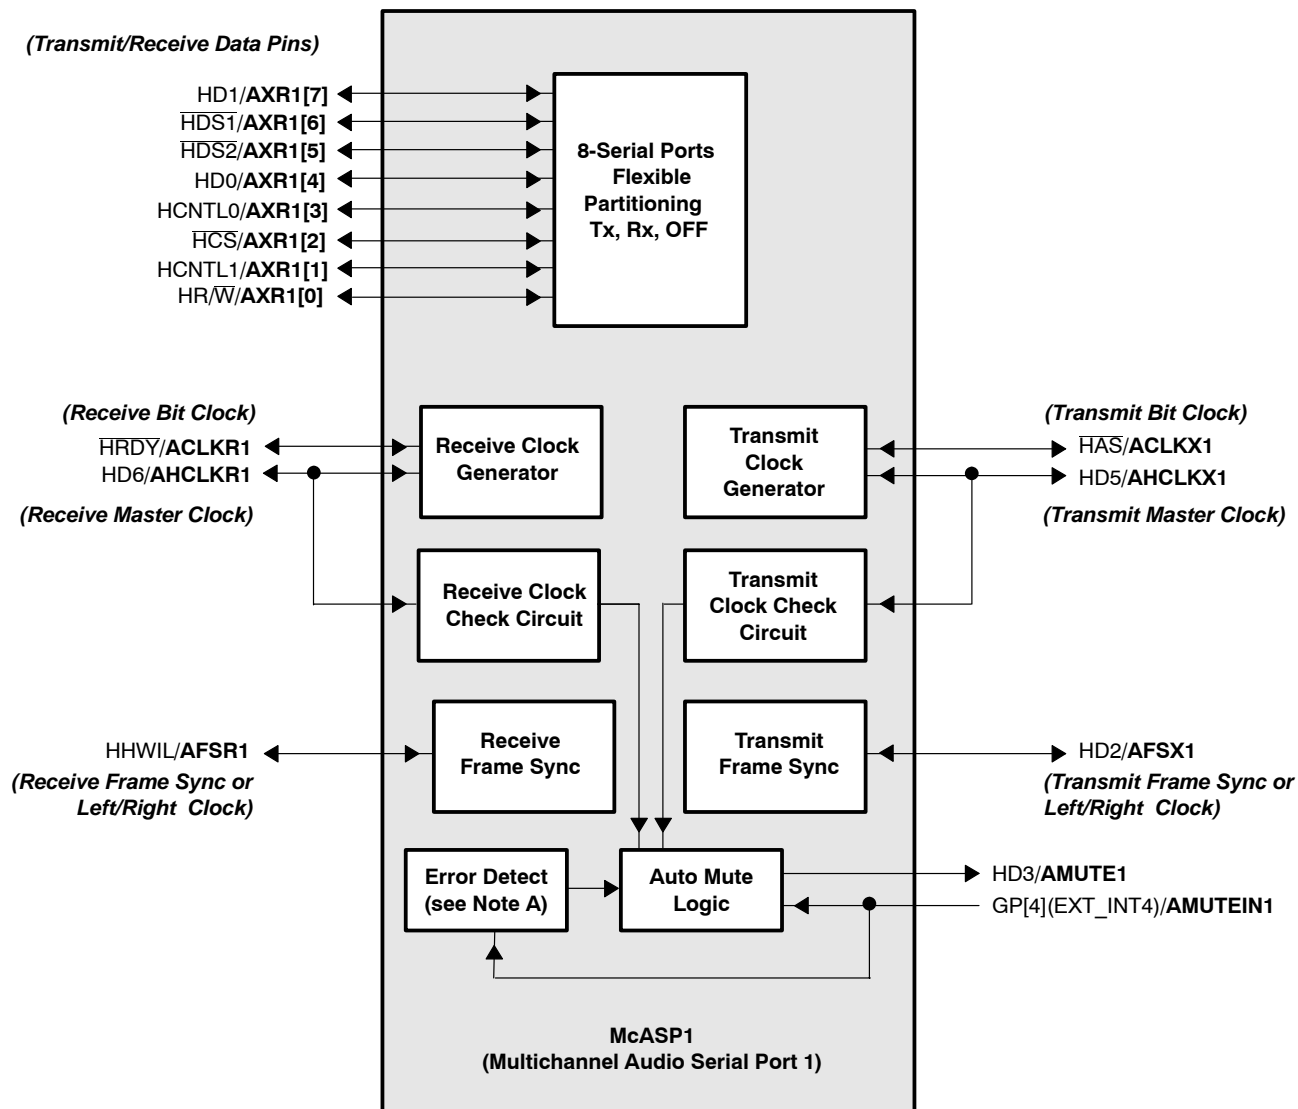 (Transmit/Receive Data Pins)
HD1/AXR1[7]
HDS1/AXR1[6]
HDS2/AXR1[5]
HD0/AXR1[4]
HCNTL0/AXR1[3]
HCS/AXR1[2]
HCNTL1/AXR1[1]
HR/W/AXR1[0]
8-Serial Ports
Flexible
Partitioning
Tx, Rx, OFF
(Receive Bit Clock)
HRDY/ACLKR1
HD6/AHCLKR1
(Receive Master Clock)
Receive Clock
Generator
Transmit
Clock
Generator
(Transmit Bit Clock)
HAS/ACLKX1
HD5/AHCLKX1
(Transmit Master Clock)
Receive Clock
Check Circuit
Transmit
Clock Check
Circuit
HHWIL/AFSR1
(Receive Frame Sync or
Left/Right Clock)
Receive
Frame Sync
Transmit
Frame Sync
HD2/AFSX1
(Transmit Frame Sync or
Left/Right Clock)
Error Detect
(see Note A)
Auto Mute
Logic
HD3/AMUTE1
GP[4](EXT_INT4)/AMUTEIN1
McASP1
(Multichannel Audio Serial Port 1)